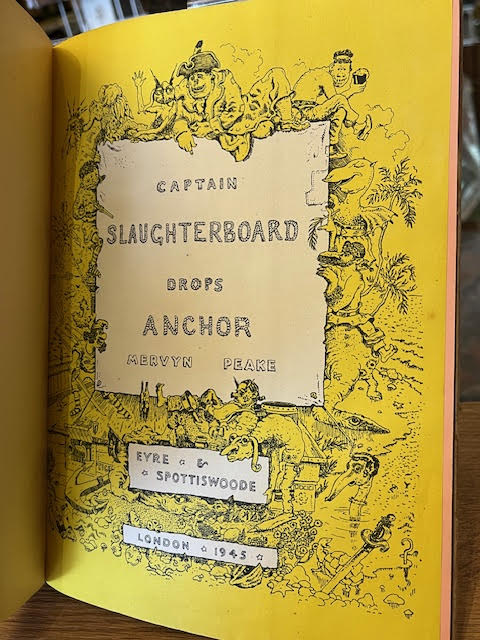 CAPTAIN
SLAUGHTERBOARD
DROPS
ANCHOR
MERVYN PEAKE
EYRE ☆ &
☆ SPOTTISWOODE
LONDON ☆ 1945 ☆